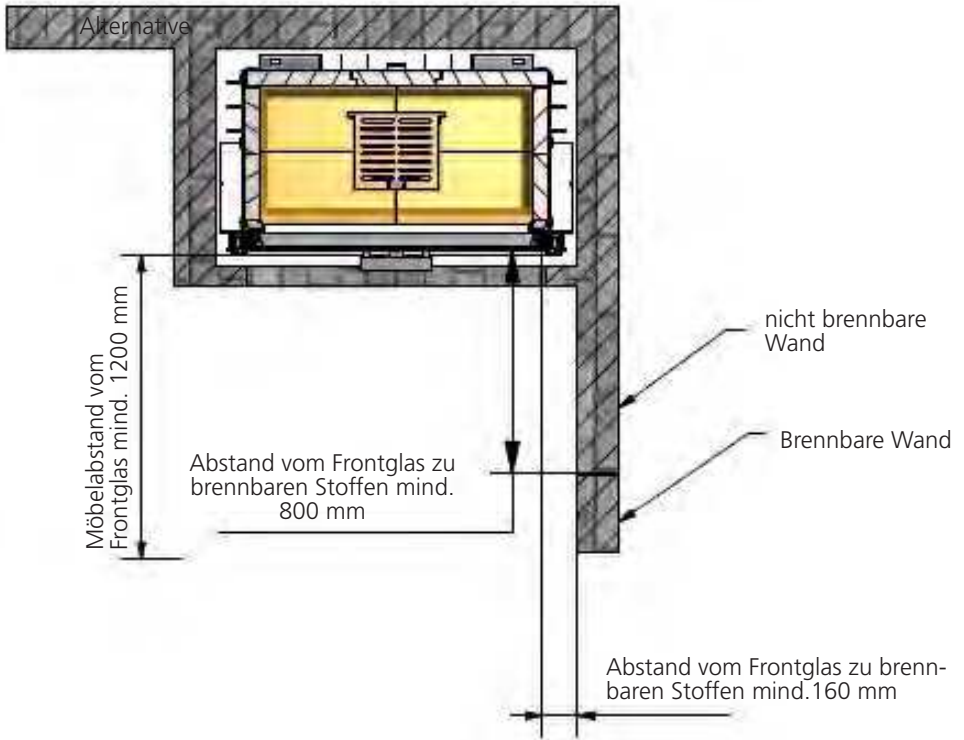 Alternative
nicht brennbare
Wand
Brennbare Wand
Möbelabstand vom
Frontglas mind. 1200 mm
Abstand vom Frontglas zu
brennbaren Stoffen mind.
800 mm
Abstand vom Frontglas zu brenn-
baren Stoffen mind.160 mm